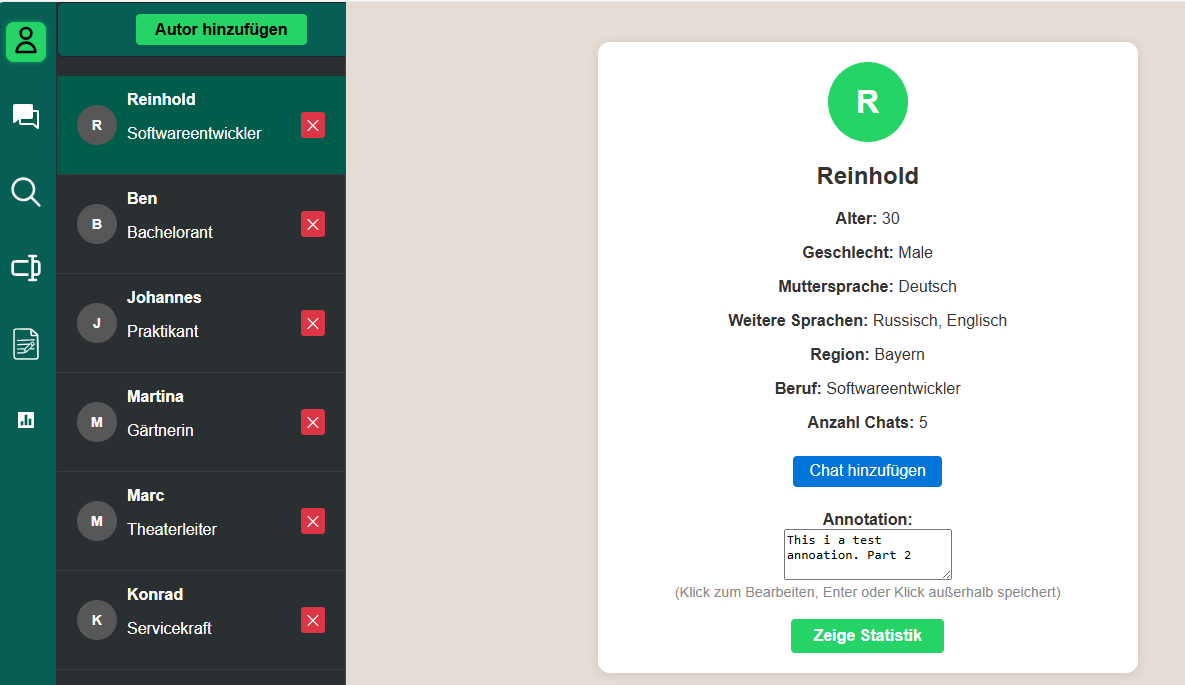 Autor hinzufügen
Reinhold
R
Softwareentwickler
Ben
B
Bachelorant
Johannes
J
Praktikant
Martina
M
Gärtnerin
Marc
M
Theaterleiter
Konrad
K
Servicekraft
R
Reinhold
Alter: 30
Geschlecht: Male
Muttersprache: Deutsch
Weitere Sprachen: Russisch, Englisch
Region: Bayern
Beruf: Softwareentwickler
Anzahl Chats: 5
Chat hinzufügen
Annotation:
This i a test
annoation. Part 2
(Klick zum Bearbeiten, Enter oder Klick außerhalb speichert)
Zeige Statistik